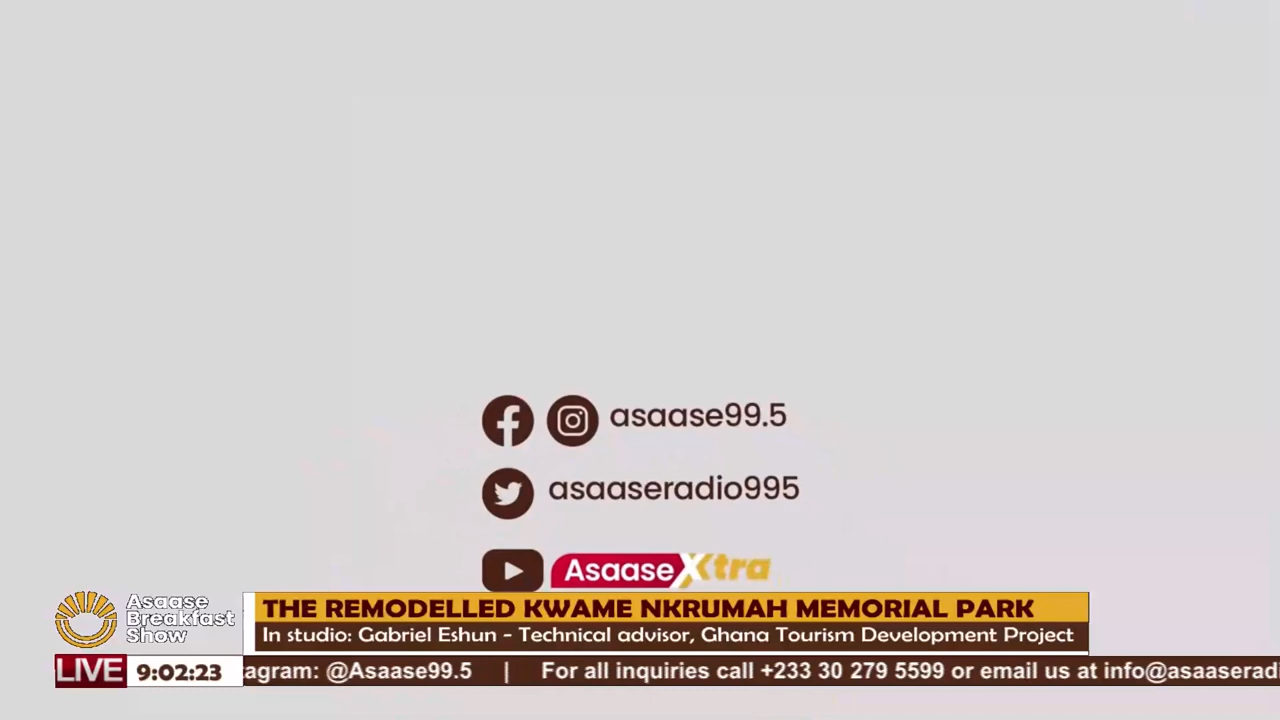 asaase99.5
asaaseradio995
AsaaseXtra
THE REMODELLED KWAME NKRUMAH MEMORIAL PARK
In studio: Gabriel Eshun - Technical advisor, Ghana Tourism Development Project
Asaase
Breakfast
Show
LIVE 9:02:23 tagram: @Asaase99.5 | For all inquiries call +233 30 279 5599 or email us at info@asaaseradi